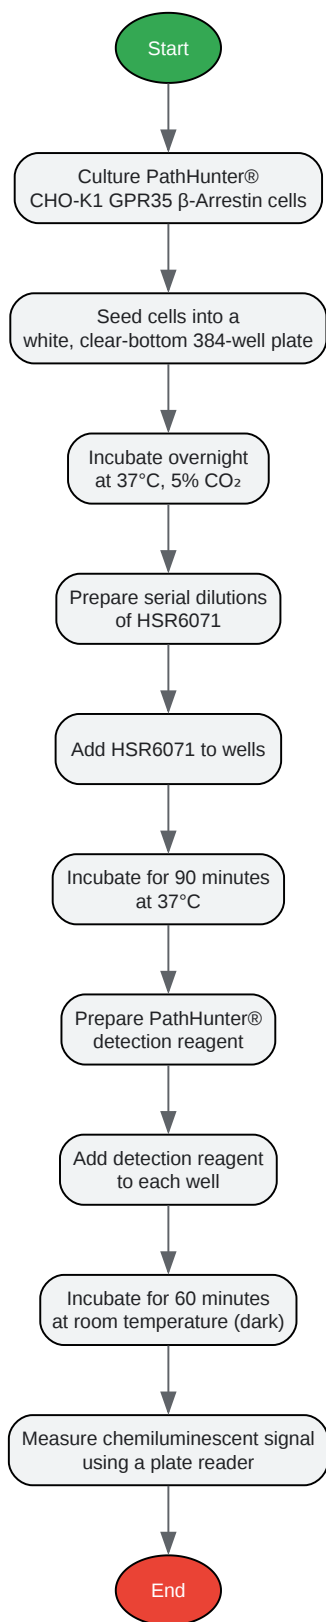 Start
Culture PathHunter®
CHO-K1 GPR35 β-Arrestin cells
Seed cells into a
white, clear-bottom 384-well plate
Incubate overnight
at 37°C, 5% CO₂
Prepare serial dilutions
of HSR6071
Add HSR6071 to wells
Incubate for 90 minutes
at 37°C
Prepare PathHunter®
detection reagent
Add detection reagent
to each well
Incubate for 60 minutes
at room temperature (dark)
Measure chemiluminescent signal
using a plate reader
End